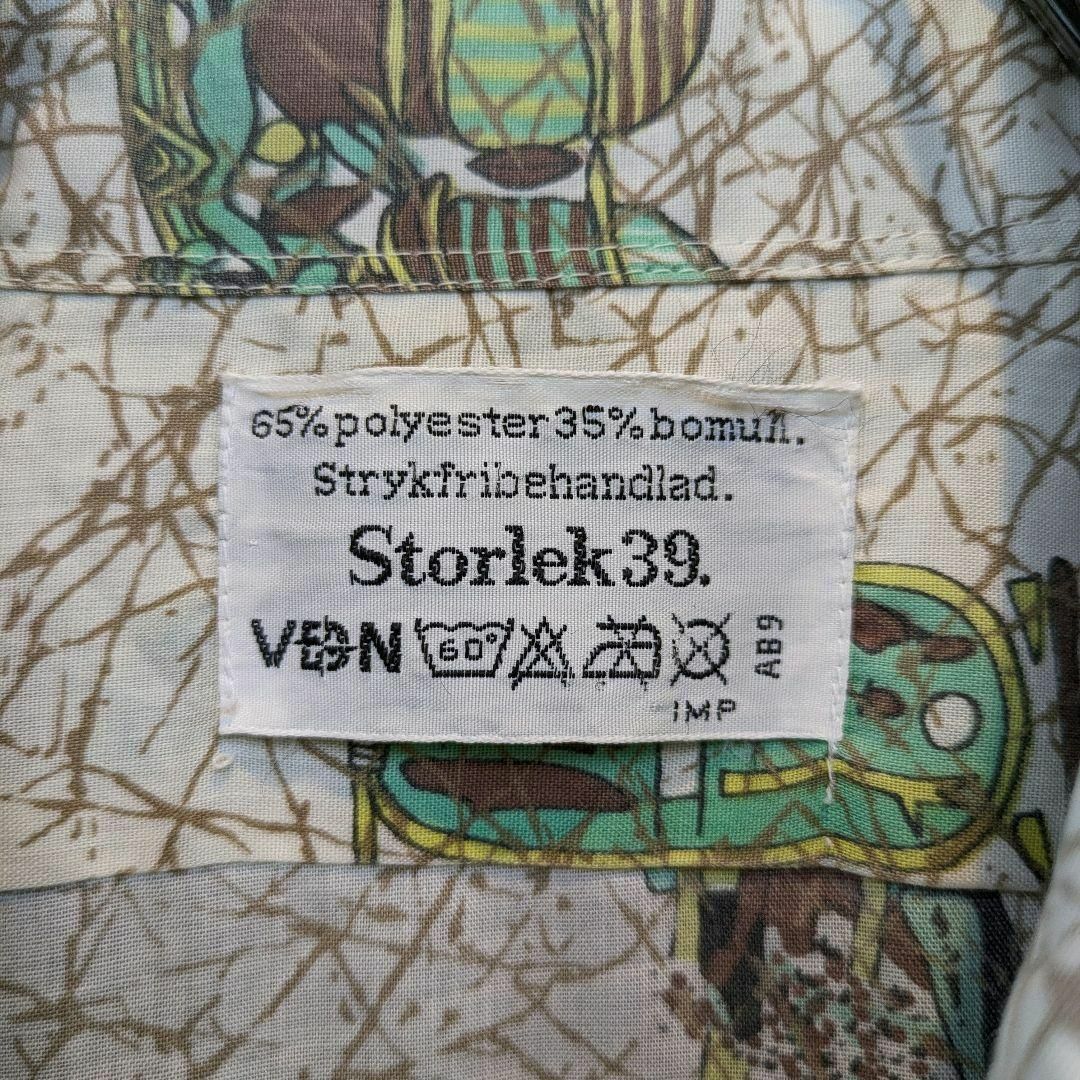 65% polyester 35% bomull.
Strykfribehandlad.
Storlek 39.
VDN 60°
IMP
AB9